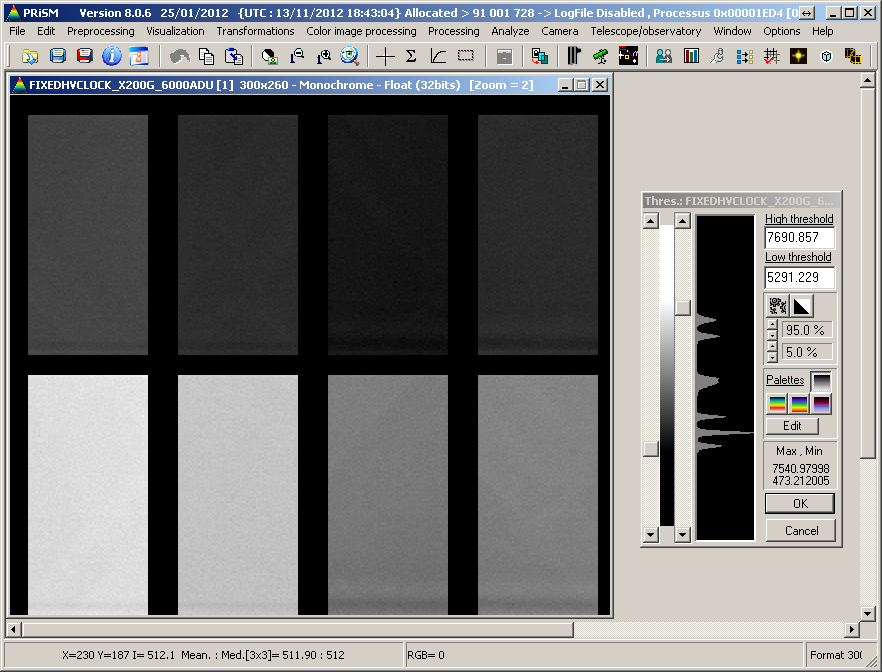 PRiSM Version 8.0.6 25/01/2012 {UTC : 13/11/2012 18:43:04} Allocated > 91 001 728 -> LogFile Disabled , Processus 0x00001ED4 [0
File Edit Preprocessing Visualization Transformations Color image processing Processing Analyze Camera Telescope/observatory Window Options Help
FIXEDHVCLOCK_X200G_6000ADU [1] 300x260 - Monochrome - Float (32bits) [Zoom = 2]
Thres.: FIXEDHVCLOCK_X200G_6...
High threshold
7690.857
Low threshold
5291.229
95.0 %
5.0 %
Palettes
Edit
Max , Min
7540.97998
473.212005
OK
Cancel
X=230 Y=187 I= 512.1 Mean. : Med.[3x3]= 511.90 : 512
RGB= 0
Format 300